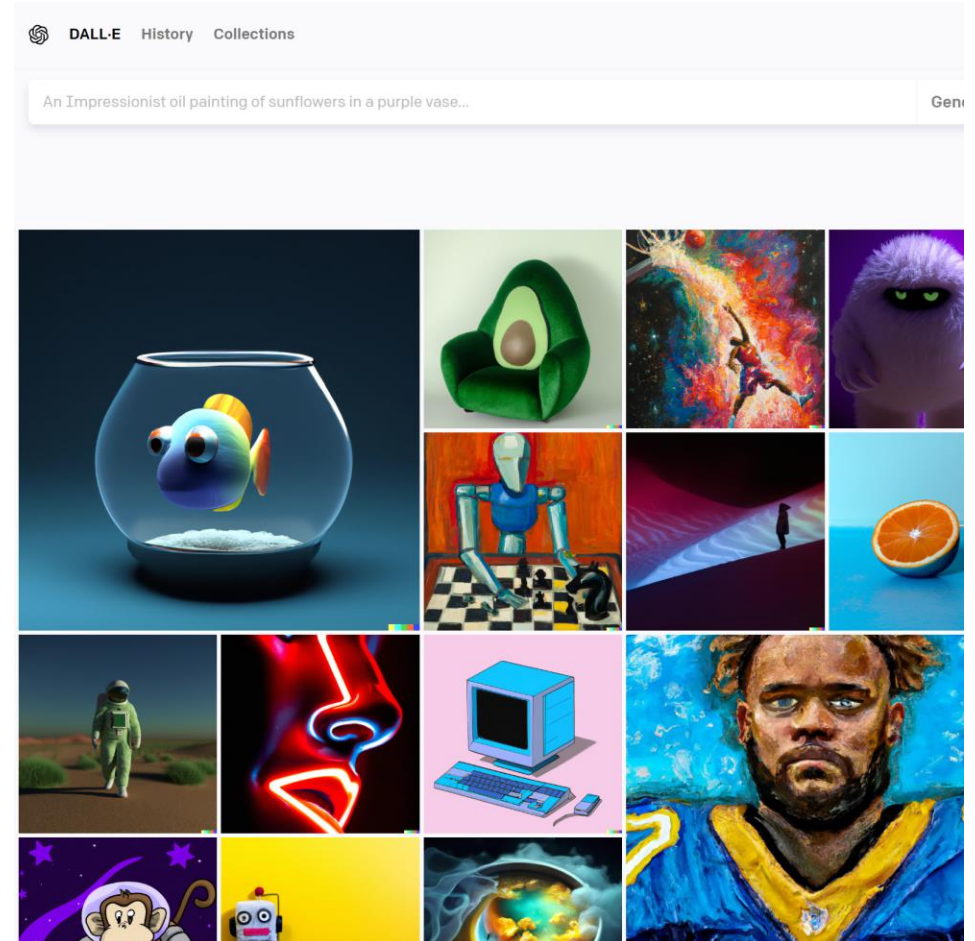 DALL·E History Collections
An Impressionist oil painting of sunflowers in a purple vase...
Gene